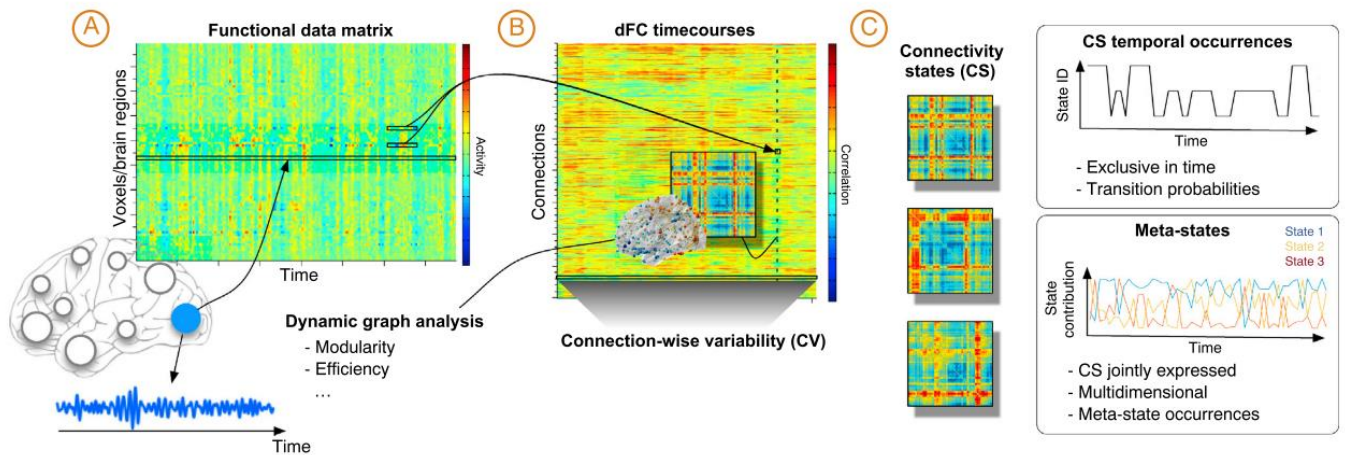 A
Functional data matrix
Voxels/brain regions
Activity
Time
Time
Dynamic graph analysis
- Modularity
- Efficiency
...
B
dFC timecourses
Connections
Correlation
Connection-wise variability (CV)
C
Connectivity
states (CS)
CS temporal occurrences
State ID
Time
- Exclusive in time
- Transition probabilities
Meta-states
State 1
State 2
State 3
State
contribution
Time
- CS jointly expressed
- Multidimensional
- Meta-state occurrences